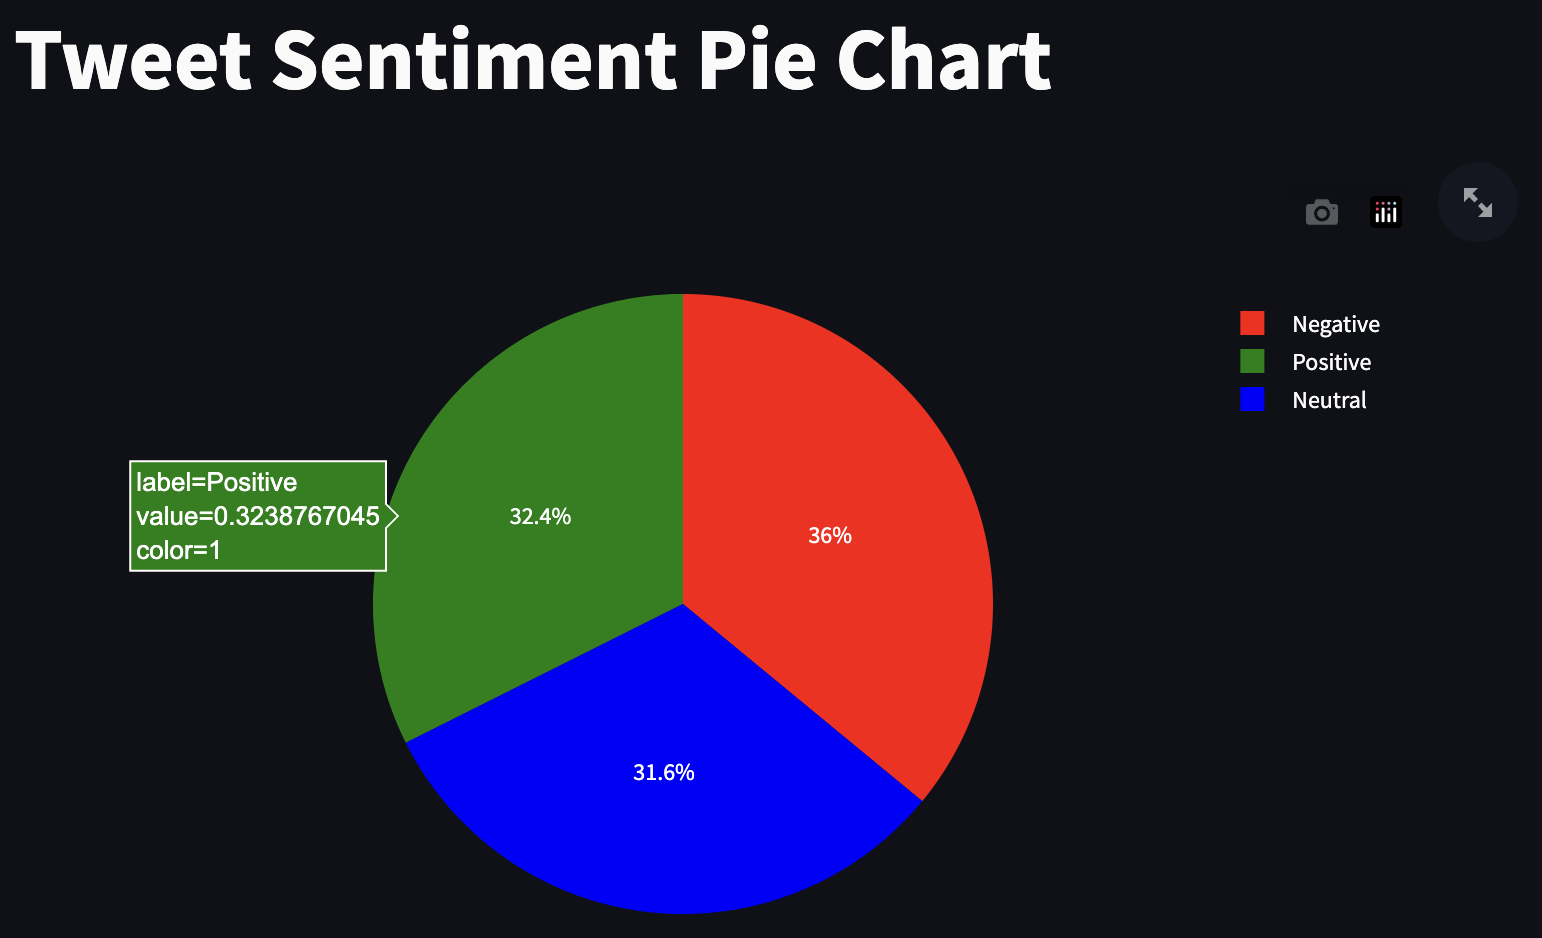 Tweet Sentiment Pie Chart
Negative
Positive
Neutral
label=Positive
value=0.3238767045
color=1
32.4%
36%
31.6%